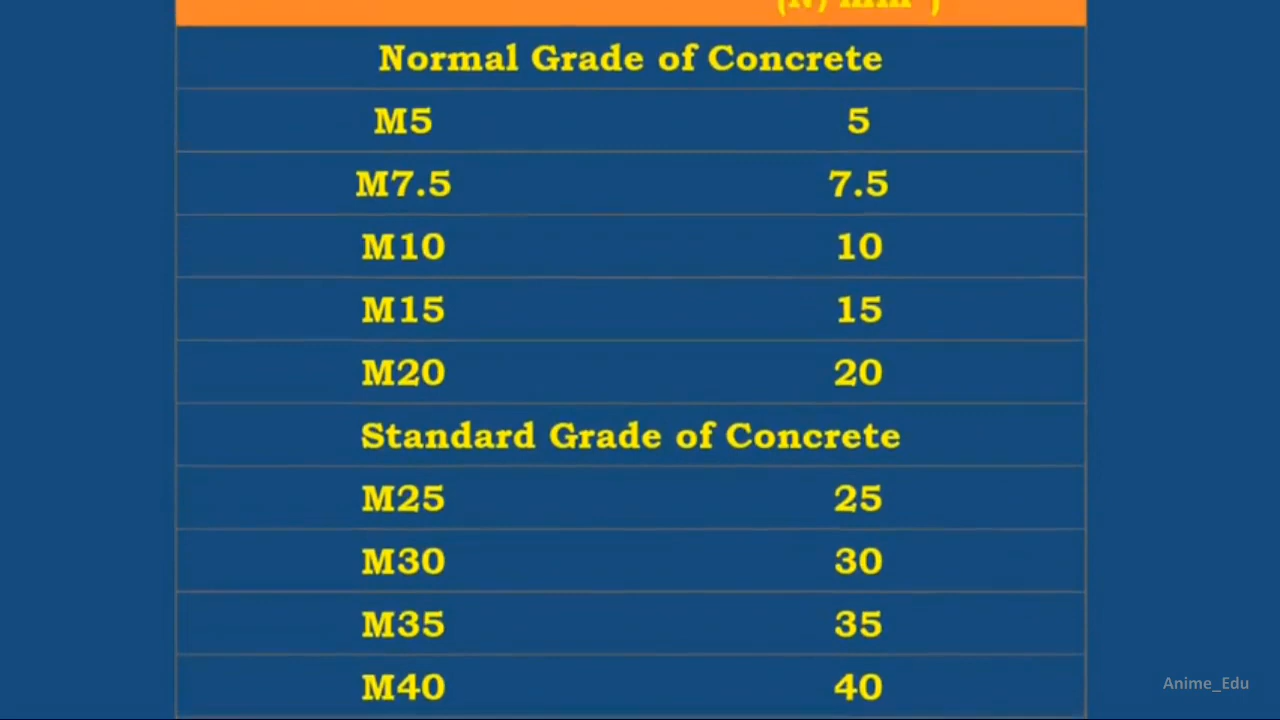 (N/mm²)
Normal Grade of Concrete
M5 5
M7.5 7.5
M10 10
M15 15
M20 20
Standard Grade of Concrete
M25 25
M30 30
M35 35
M40 40
Anime_Edu